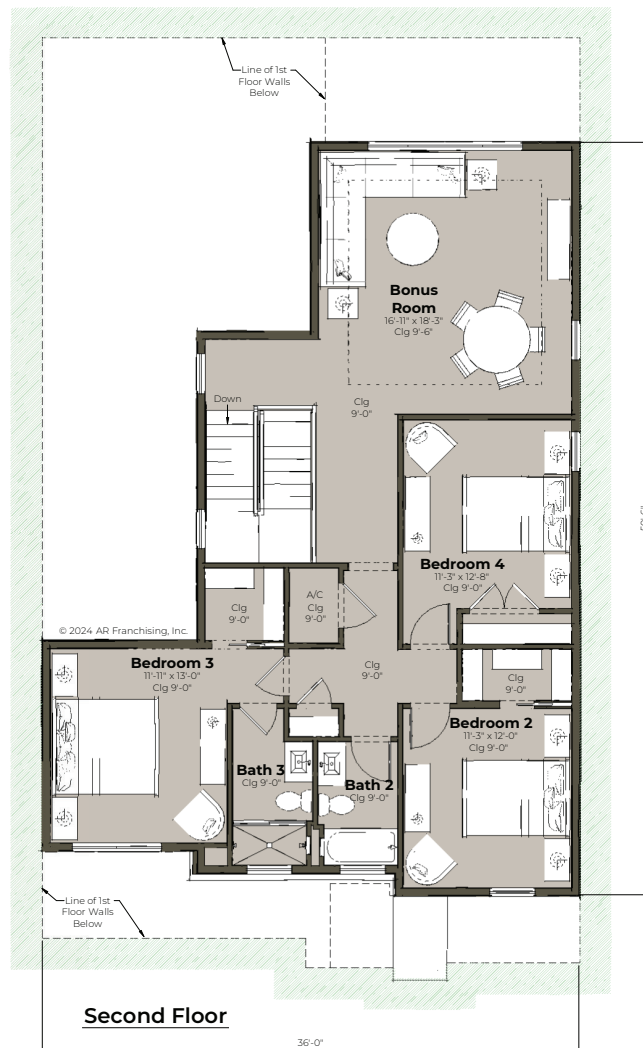 Line of 1st
Floor Walls
Below
Bonus
Room
16'-11" x 18'-3"
Clg 9'-6"
Down
Clg
9'-0"
Bedroom 4
11'-3" x 12'-8"
Clg 9'-0"
A/C
Clg
9'-0"
Clg
9'-0"
© 2024 AR Franchising, Inc.
Bedroom 3
11'-11" x 13'-0"
Clg 9'-0"
Clg
9'-0"
Clg
9'-0"
Bedroom 2
11'-3" x 12'-0"
Clg 9'-0"
Bath 3
Clg 9'-0"
Bath 2
Clg 9'-0"
Line of 1st
Floor Walls
Below
Second Floor
36'-0"